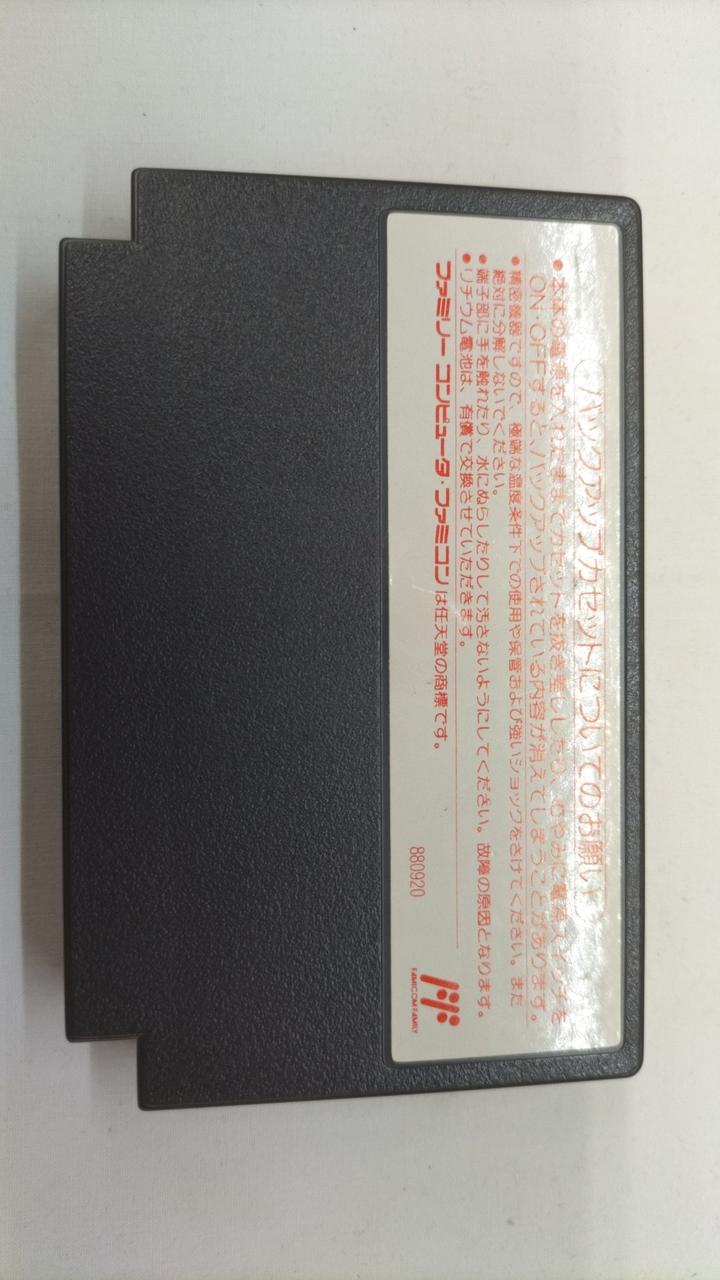 バックアップカセットについてのお願い
●本体の電源を入れたままでカセットを抜き差ししたり、むやみに電源スイッチを
ON・OFFすると、バックアップされている内容が消えてしまうことがあります。
●精密機器ですので、極端な温度条件下での使用や保管および強いショックをさけてください。また
絶対に分解しないでください。
●端子部に手を触れたり、水にぬらしたりして汚さないようにしてください。故障の原因となります。
●リチウム電池は、有償で交換させていただきます。
ファミリーコンピュータ・ファミコンは任天堂の商標です。
880920
FAMICOM FAMILY